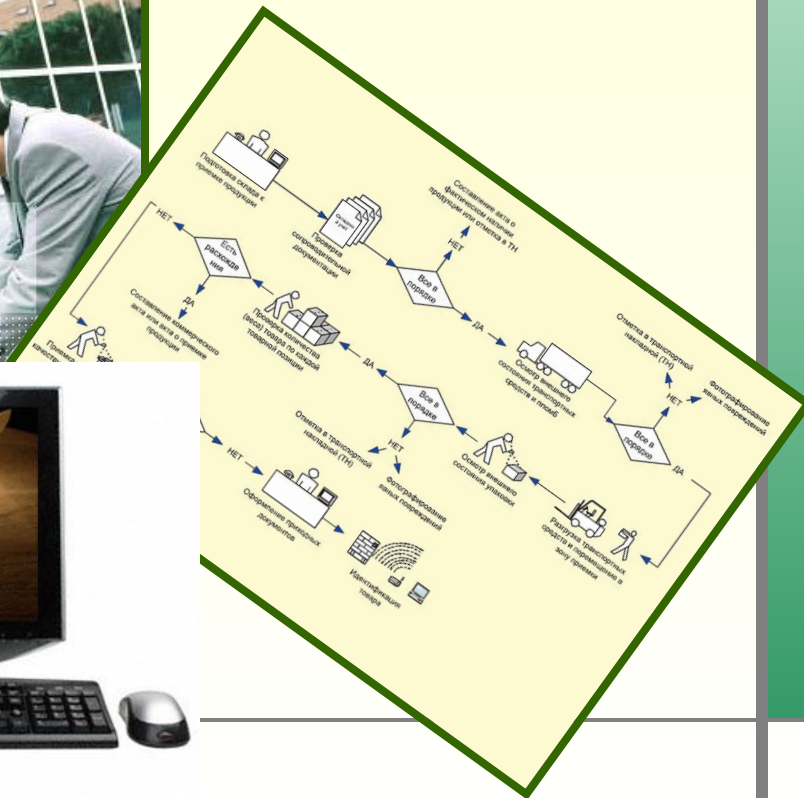 Подготовка склада к
приемке продукции
Проверка
сопроводительной
документации
Все в
порядке
НЕТ
Составление акта о
фактическом наличии
продукции или отметка в ТН
ДА
Осмотр внешнего
состояния транспортных
средств и пломб
Все в
порядке
НЕТ
Отметка в транспортной
накладной (ТН)
Фотографирование
явных повреждений
ДА
Разгрузка транспортных
средств и перемещение в
зону приемки
Осмотр внешнего
состояния упаковки
Все в
порядке
НЕТ
Отметка в транспортной
накладной (ТН)
Фотографирование
явных повреждений
ДА
Проверка количества
(веса) товара по каждой
товарной позиции
Есть
расхожде
ния
ДА
Составление коммерческого
акта или акта о приемке
продукции
НЕТ
Приемка
НЕТ
Оформление приходных
документов
Идентификация
товара